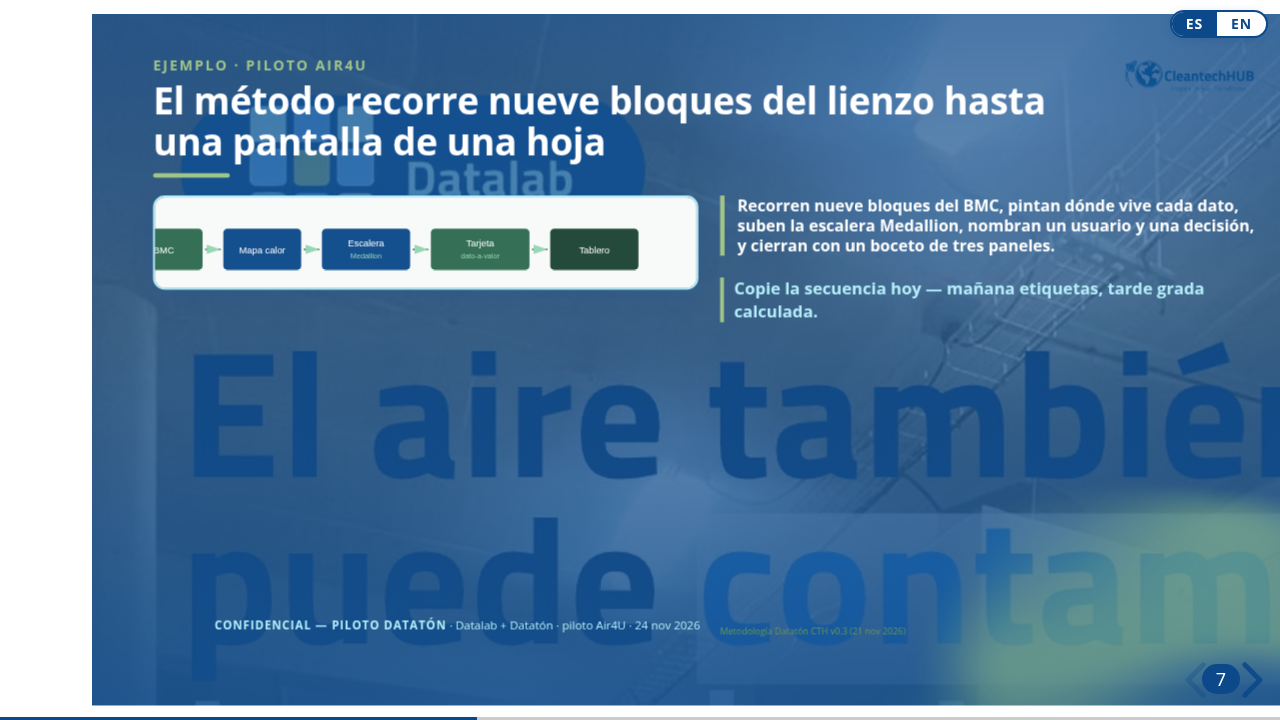 ES EN
EJEMPLO · PILOTO AIR4U
CleantechHUB
El método recorre nueve bloques del lienzo hasta
una pantalla de una hoja
Datalab
BMC
Mapa calor
Escalera
Medallion
Tarjeta
dato-a-valor
Tablero
Recorren nueve bloques del BMC, pintan dónde vive cada dato,
suben la escalera Medallion, nombran un usuario y una decisión,
y cierran con un boceto de tres paneles.
Copie la secuencia hoy — mañana etiquetas, tarde grada
calculada.
El aire también
puede contam
CONFIDENCIAL — PILOTO DATATÓN · Datalab + Datatón · piloto Air4U · 24 nov 2026
Metodología Datatón CTH v0.3 (21 nov 2026)
7